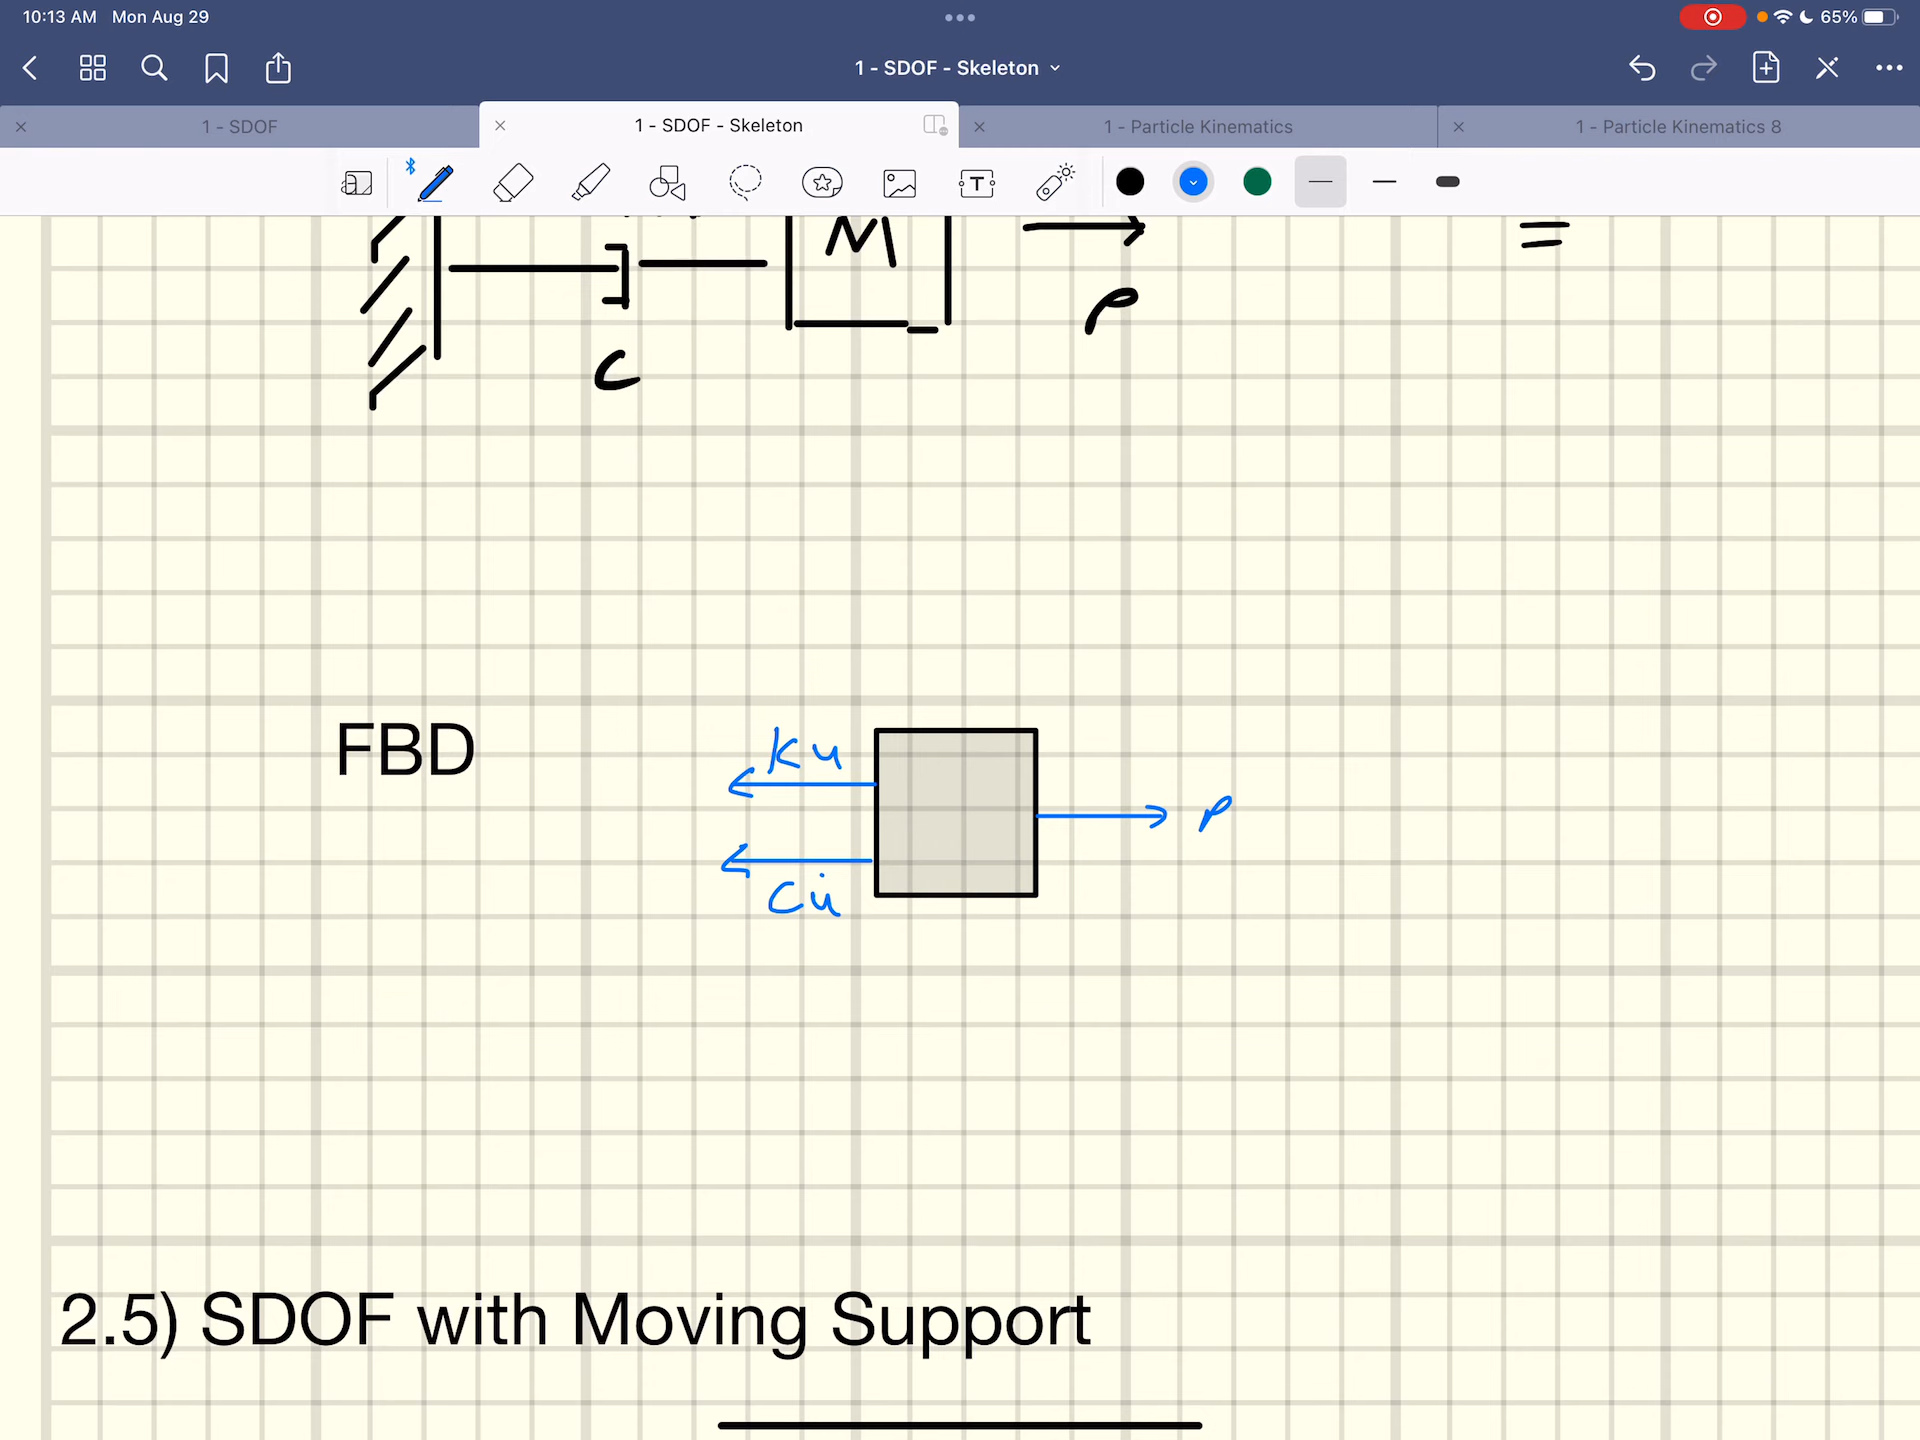 10:13 AM Mon Aug 29
65%
1 - SDOF - Skeleton
1 - SDOF
1 - SDOF - Skeleton
1 - Particle Kinematics
1 - Particle Kinematics 8
T
M
=
P
C
FBD
Ku
P
Cu̇
2.5) SDOF with Moving Support